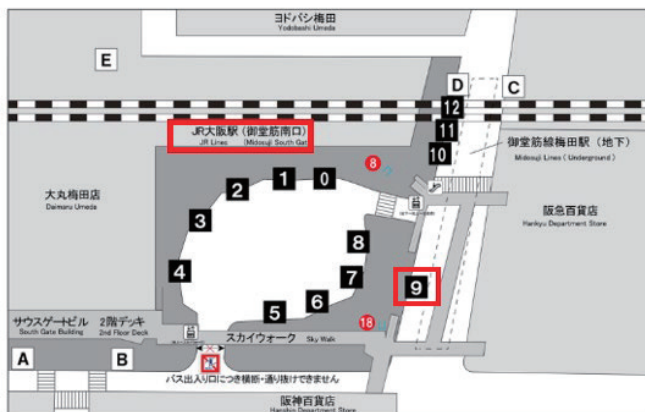 ヨドバシ梅田
Yodobashi Umeda
E
D
C
12
11
10
JR大阪駅（御堂筋南口）
JR Lines (Midosuji South Gat
御堂筋線梅田駅（地下）
Midosuji Lines (Underground)
8
0
1
2
3
4
大丸梅田店
Daimaru Umeda
阪急百貨店
Hankyu Department Store
8
7
6
5
9
18
サウスゲートビル 2階デッキ
South Gate Building 2nd Floor Deck
スカイウォーク Sky Walk
A
B
バス出入り口につき横断・通り抜けできません
阪神百貨店
Hanshin Department Store